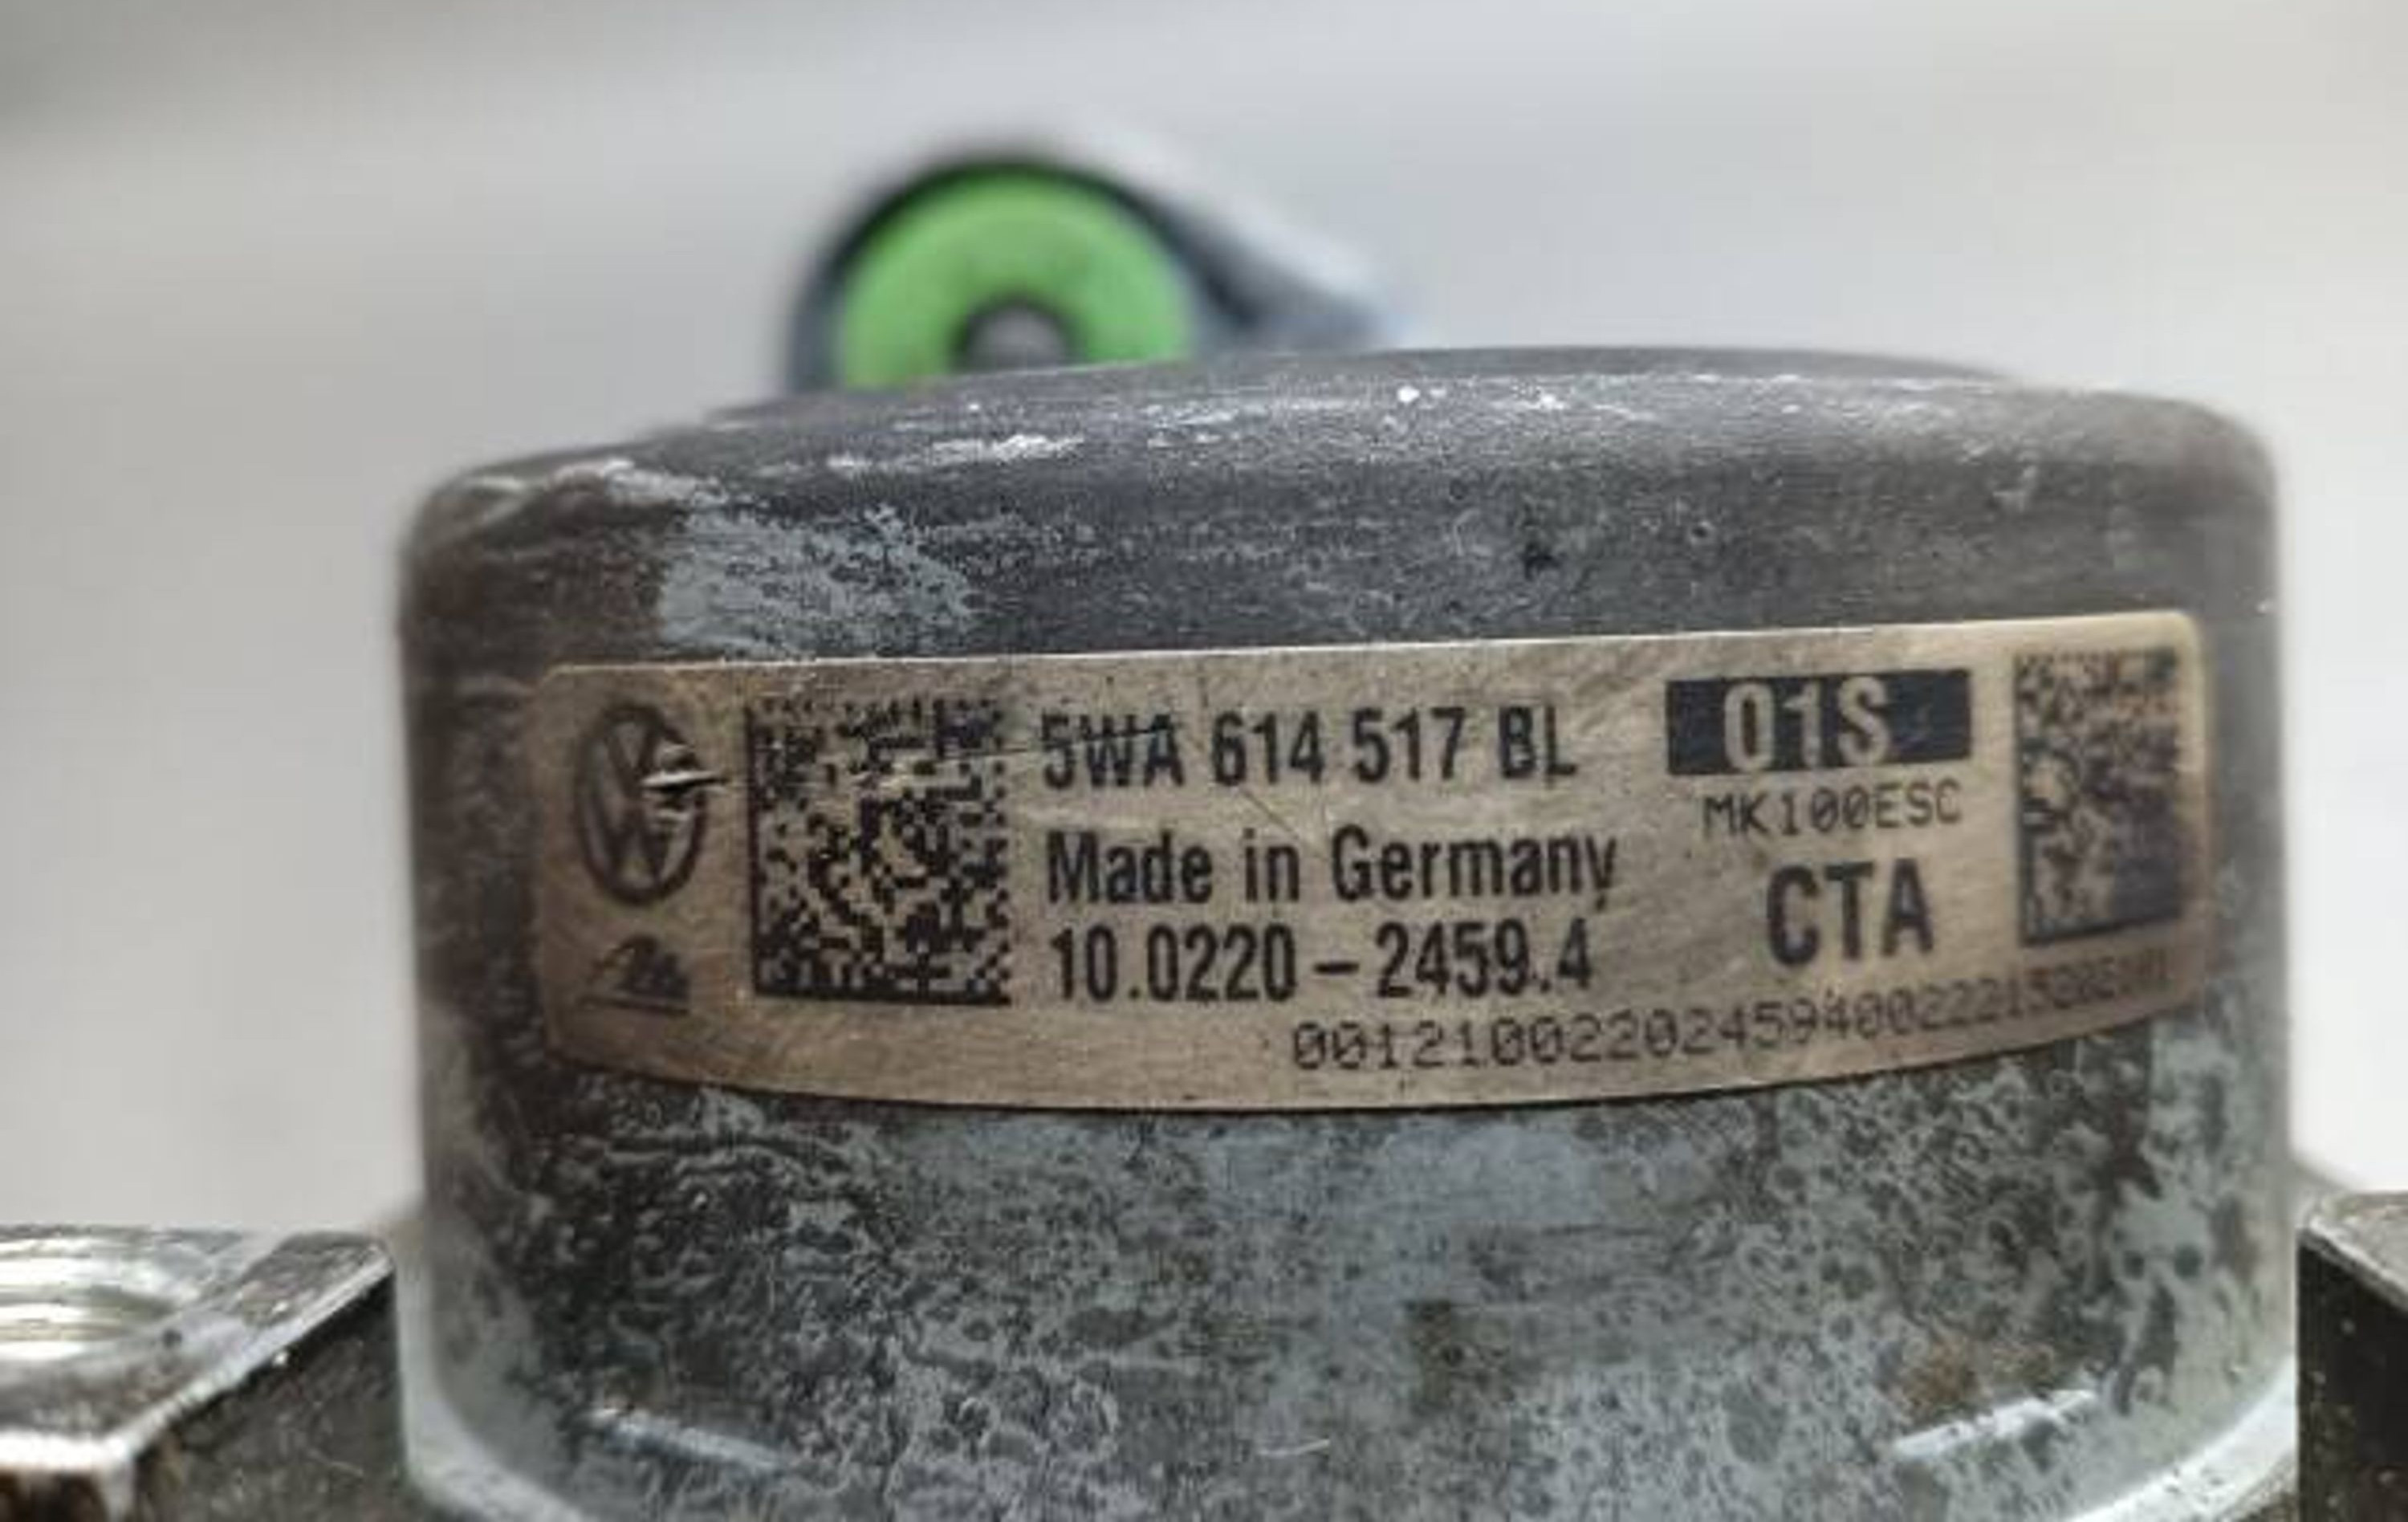 5WA 614 517 BL
01S
MK100ESC
Made in Germany
CTA
10.0220-2459.4